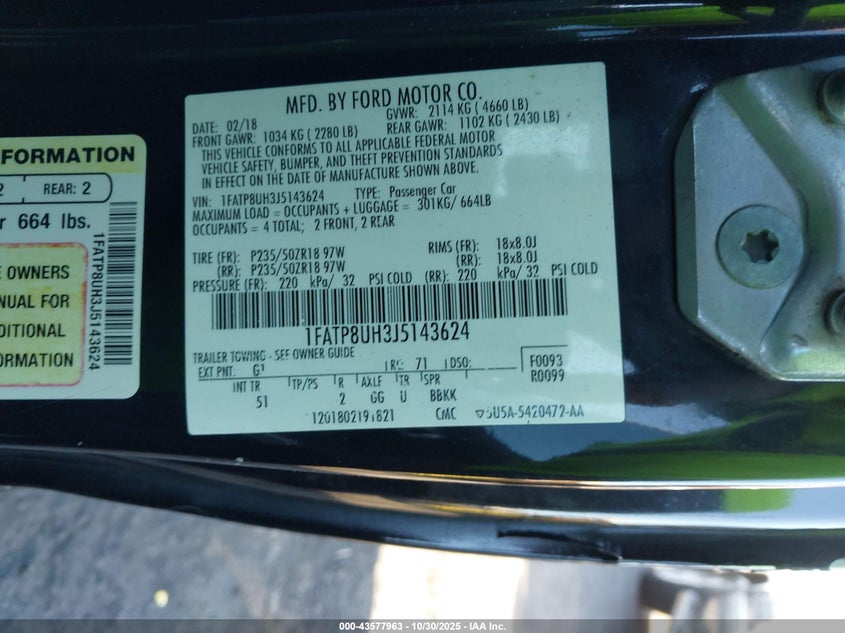 FORMATION
2 REAR: 2
r 664 lbs.
E OWNERS
NUAL FOR
DITIONAL
FORMATION
1FATP8UH3J5143624
MFD. BY FORD MOTOR CO.
DATE: 02/18 GVWR: 2114 KG ( 4660 LB)
FRONT GAWR: 1034 KG ( 2280 LB) REAR GAWR: 1102 KG ( 2430 LB)
THIS VEHICLE CONFORMS TO ALL APPLICABLE FEDERAL MOTOR
VEHICLE SAFETY, BUMPER, AND THEFT PREVENTION STANDARDS
IN EFFECT ON THE DATE OF MANUFACTURE SHOWN ABOVE.
VIN: 1FATP8UH3J5143624 TYPE: Passenger Car
MAXIMUM LOAD = OCCUPANTS + LUGGAGE = 301KG/ 664LB
OCCUPANTS = 4 TOTAL; 2 FRONT, 2 REAR
TIRE (FR): P235/50ZR18 97W RIMS (FR): 18x8.0J
(RR): P235/50ZR18 97W (RR): 18x8.0J
PRESSURE (FR): 220 kPa/ 32 PSI COLD (RR): 220 kPa/ 32 PSI COLD
1FATP8UH3J5143624
TRAILER TOWING - SEE OWNER GUIDE
EXT PNT: G1 RC: 71 DSO: F0093
R0099
INT TR TP/PS R AXLE TR SPR
51 2 GG U BBKK
120180219:821 CMC 5U5A-5420472-AA
000-43577963 - 10/30/2025 - IAA Inc.